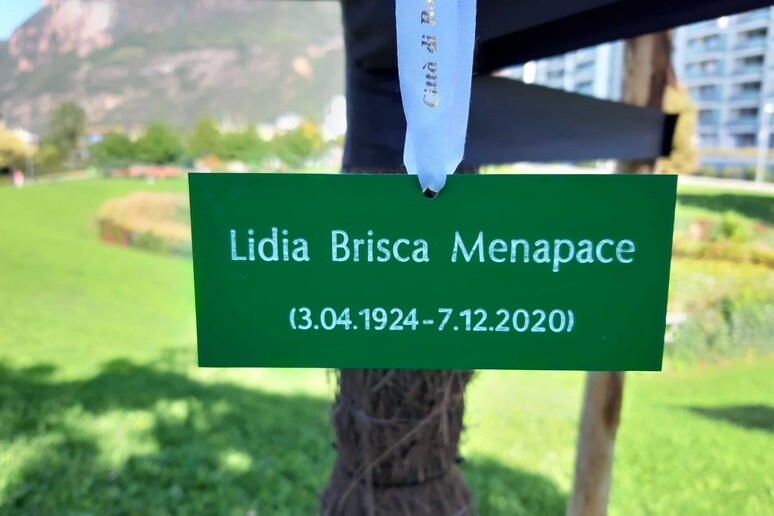 Città di
Lidia Brisca Menapace
(3.04.1924-7.12.2020)